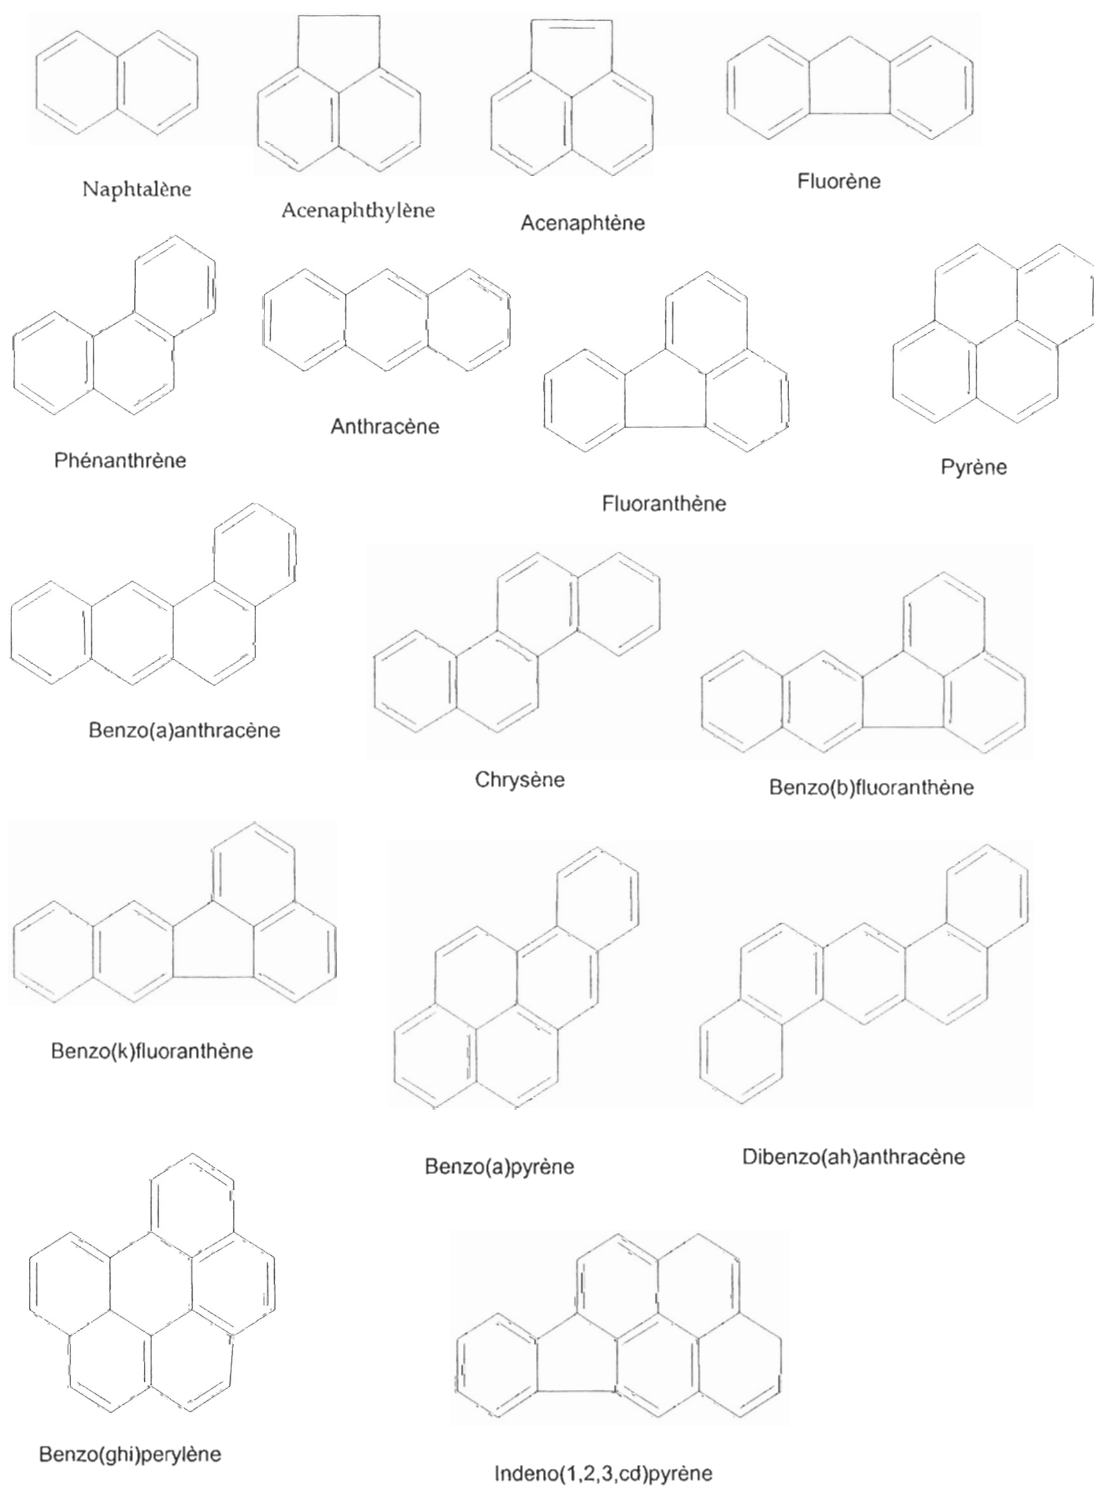 Naphtalène
Acenaphthylène
Acenaphtène
Fluorène
Phénanthrène
Anthracène
Fluoranthène
Pyrène
Benzo(a)anthracène
Chrysène
Benzo(b)fluoranthène
Benzo(k)fluoranthène
Benzo(a)pyrène
Dibenzo(ah)anthracène
Benzo(ghi)perylène
Indeno(1,2,3,cd)pyrène